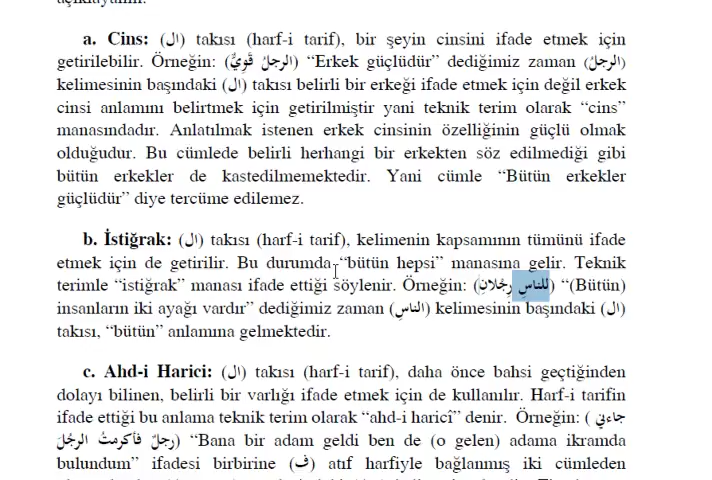 açıklayalım.
a. Cins: (ال) takısı (harf-i tarif), bir şeyin cinsini ifade etmek için
getirilebilir. Örneğin: (الرجلُ قَوِيٌّ) “Erkek güçlüdür” dediğimiz zaman (الرجلُ)
kelimesinin başındaki (ال) takısı belirli bir erkeği ifade etmek için değil erkek
cinsi anlamını belirtmek için getirilmiştir yani teknik terim olarak “cins”
manasındadır. Anlatılmak istenen erkek cinsinin özelliğinin güçlü olmak
olduğudur. Bu cümlede belirli herhangi bir erkekten söz edilmediği gibi
bütün erkekler de kastedilmemektedir. Yani cümle “Bütün erkekler
güçlüdür” diye tercüme edilemez.
b. İstiğrak: (ال) takısı (harf-i tarif), kelimenin kapsamının tümünü ifade
etmek için de getirilir. Bu durumda “bütün hepsi” manasına gelir. Teknik
terimle “istiğrak” manası ifade ettiği söylenir. Örneğin: (للناسِ رِجْلانِ) “(Bütün)
insanların iki ayağı vardır” dediğimiz zaman (الناسِ) kelimesinin başındaki (ال)
takısı, “bütün” anlamına gelmektedir.
c. Ahd-i Harici: (ال) takısı (harf-i tarif), daha önce bahsi geçtiğinden
dolayı bilinen, belirli bir varlığı ifade etmek için de kullanılır. Harf-i tarifin
ifade ettiği bu anlama teknik terim olarak “ahd-i haricî” denir. Örneğin: (جاءني
رجلٌ فأكرمتُ الرجُلَ) “Bana bir adam geldi ben de (o gelen) adama ikramda
bulundum” ifadesi birbirine (ف) atıf harfiyle bağlanmış iki cümleden